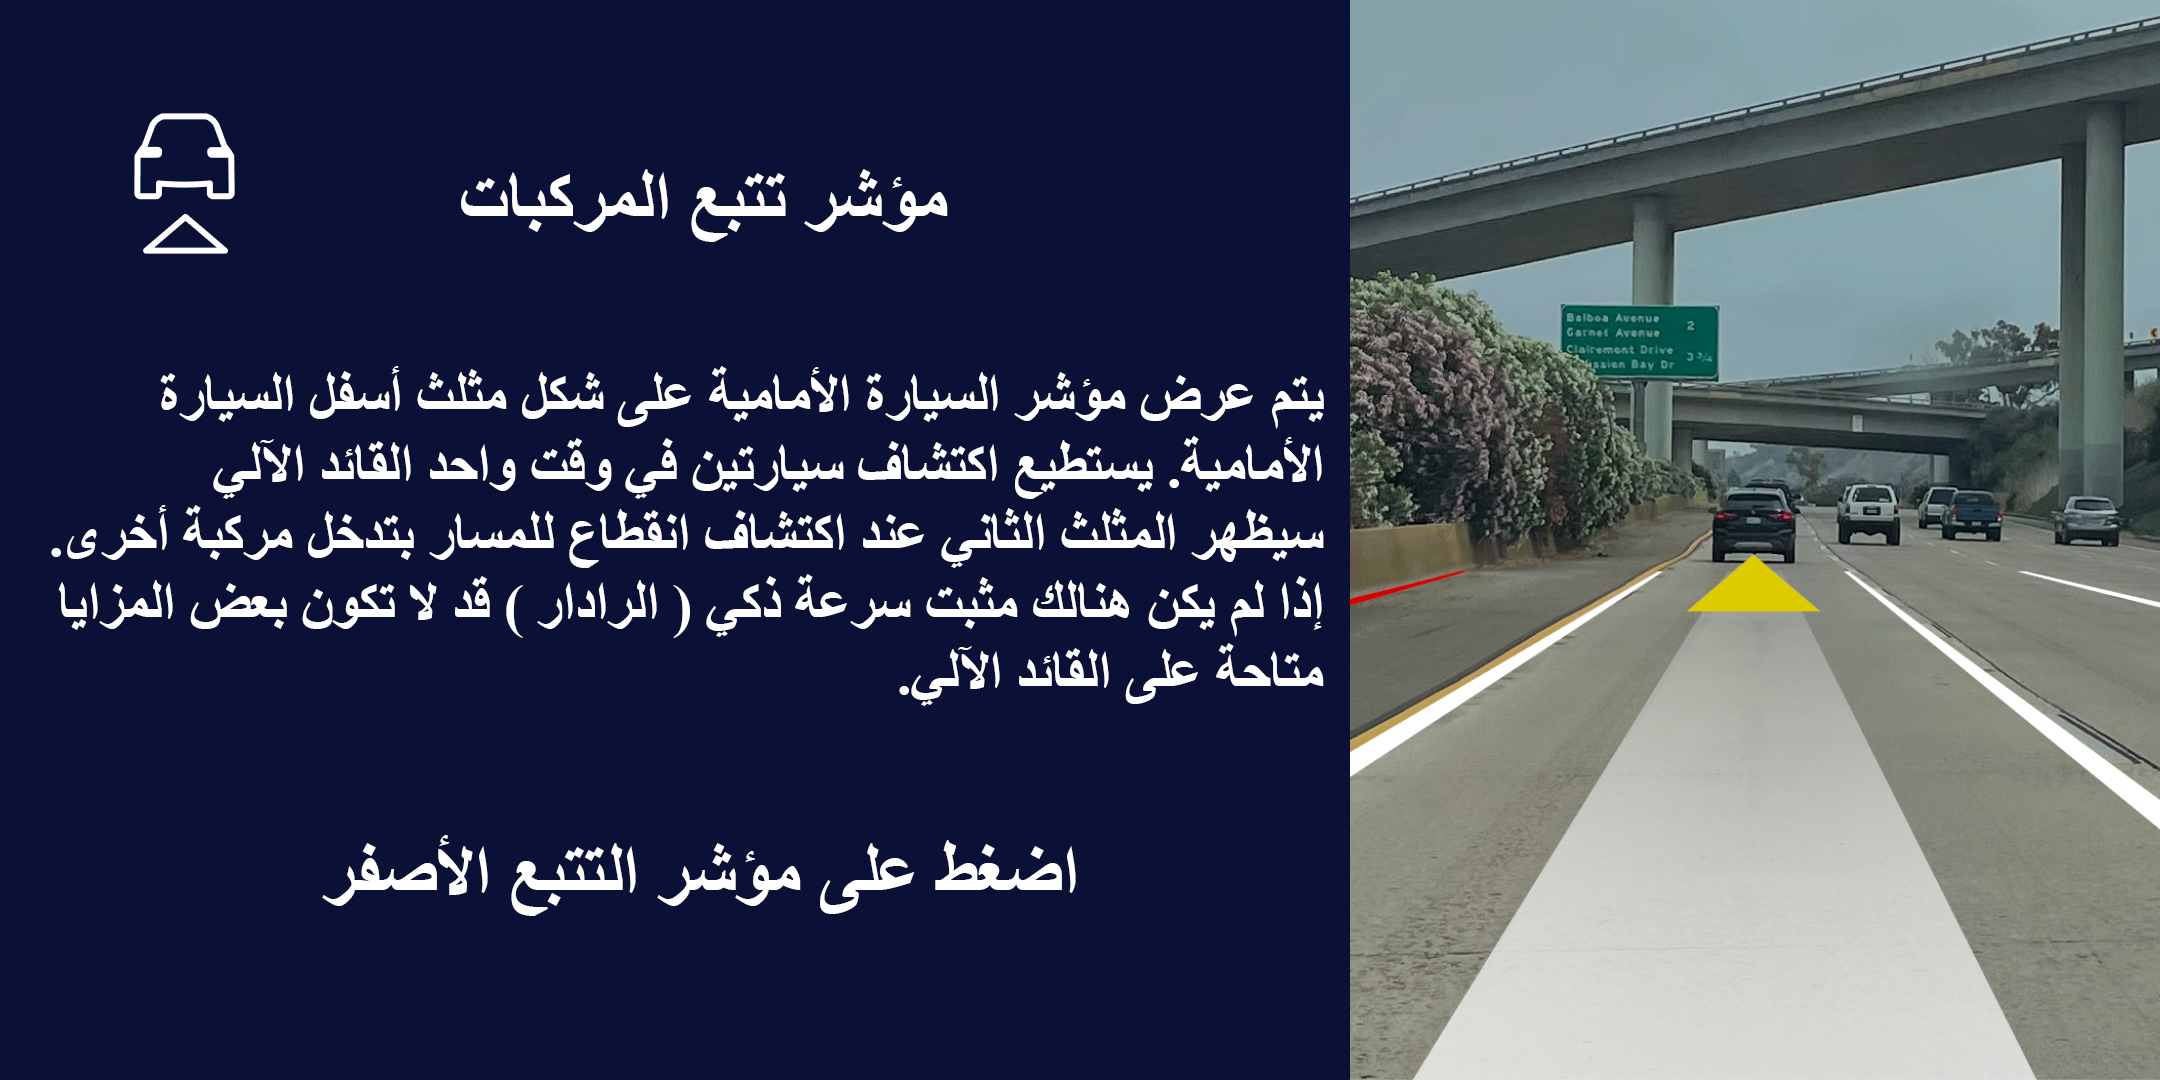 مؤشر تتبع المركبات
يتم عرض مؤشر السيارة الأمامية على شكل مثلث أسفل السيارة
الأمامية. يستطيع اكتشاف سيارتين في وقت واحد القائد الآلي
سيظهر المثلث الثاني عند اكتشاف انقطاع للمسار بتدخل مركبة أخرى.
إذا لم يكن هنالك مثبت سرعة ذكي ( الرادار ) قد لا تكون بعض المزايا
متاحة على القائد الآلي.
اضغط على مؤشر التتبع الأصفر
Balboa Avenue 2
Garnet Avenue
Clairemont Drive 3 3/4
Bay Dr